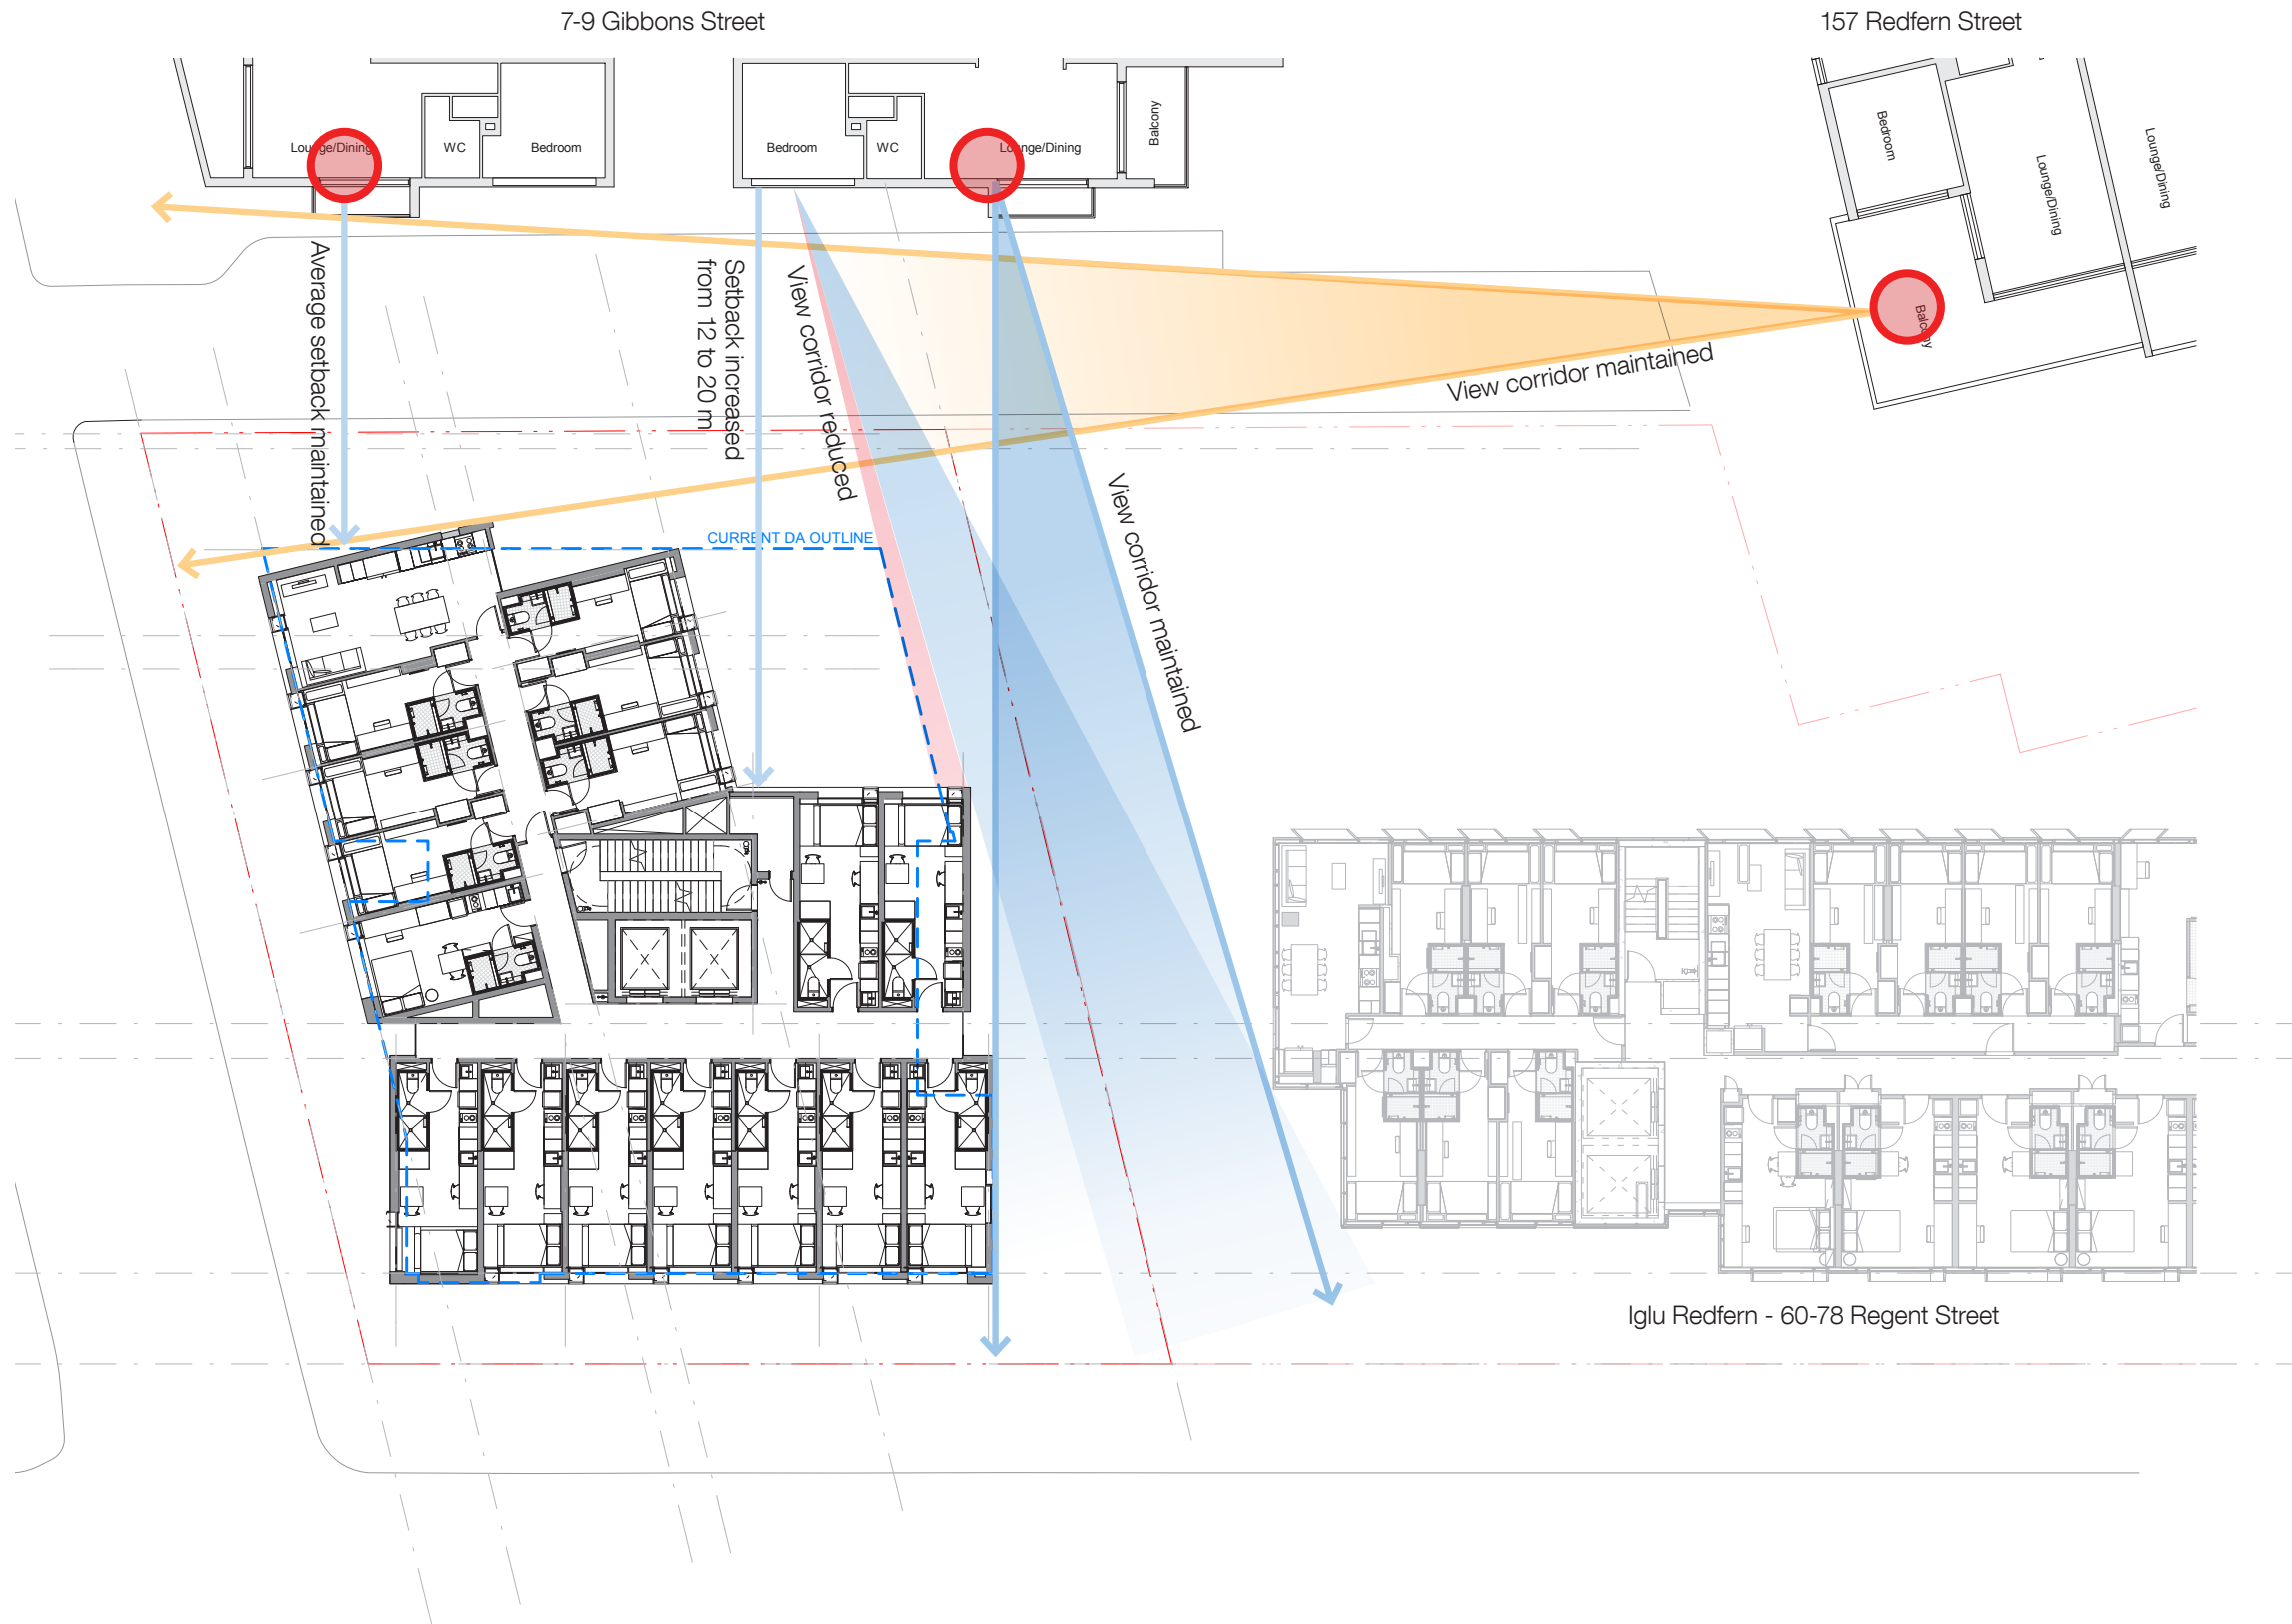 7-9 Gibbons Street
157 Redfern Street
Lounge/Dining
WC
Bedroom
Bedroom
WC
Lounge/Dining
Balcony
Bedroom
Lounge/Dining
Lounge/Dining
Balcony
Average setback maintained
Setback increased
from 12 to 20 m
View corridor reduced
View corridor maintained
View corridor maintained
CURRENT DA OUTLINE
Iglu Redfern - 60-78 Regent Street